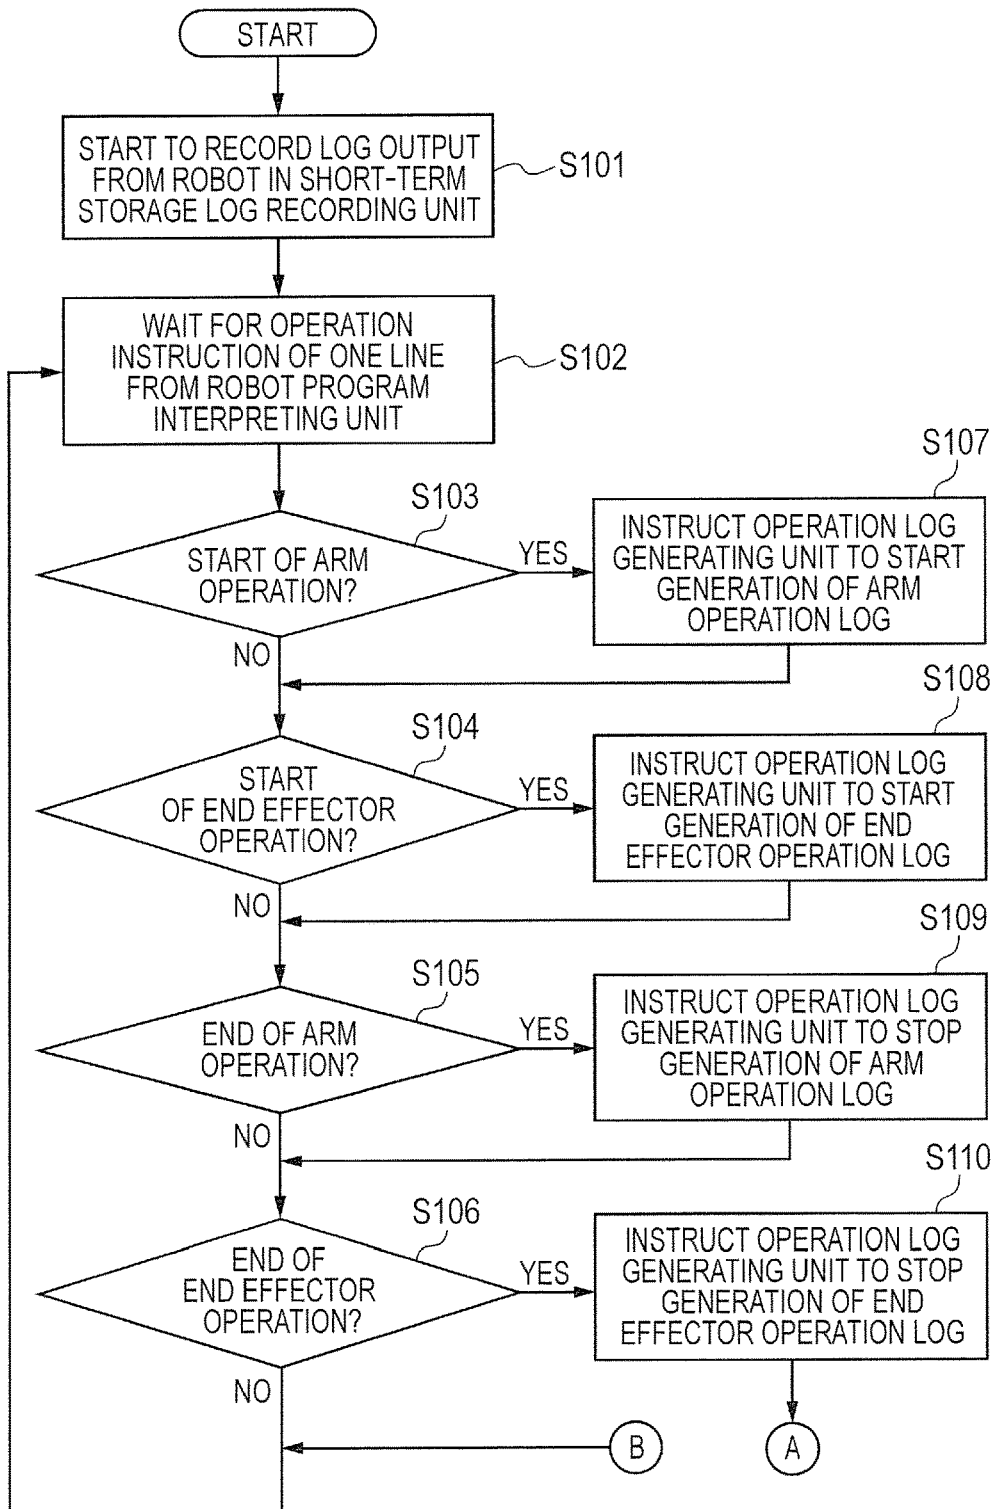 START
START TO RECORD LOG OUTPUT
FROM ROBOT IN SHORT-TERM
STORAGE LOG RECORDING UNIT
S101
WAIT FOR OPERATION
INSTRUCTION OF ONE LINE
FROM ROBOT PROGRAM
INTERPRETING UNIT
S102
S103
START OF ARM
OPERATION?
YES
NO
S107
INSTRUCT OPERATION LOG
GENERATING UNIT TO START
GENERATION OF ARM
OPERATION LOG
S104
START
OF END EFFECTOR
OPERATION?
YES
NO
S108
INSTRUCT OPERATION LOG
GENERATING UNIT TO START
GENERATION OF END
EFFECTOR OPERATION LOG
S105
END OF ARM
OPERATION?
YES
NO
S109
INSTRUCT OPERATION LOG
GENERATING UNIT TO STOP
GENERATION OF ARM
OPERATION LOG
S106
END OF
END EFFECTOR
OPERATION?
YES
NO
S110
INSTRUCT OPERATION LOG
GENERATING UNIT TO STOP
GENERATION OF END
EFFECTOR OPERATION LOG
B
A